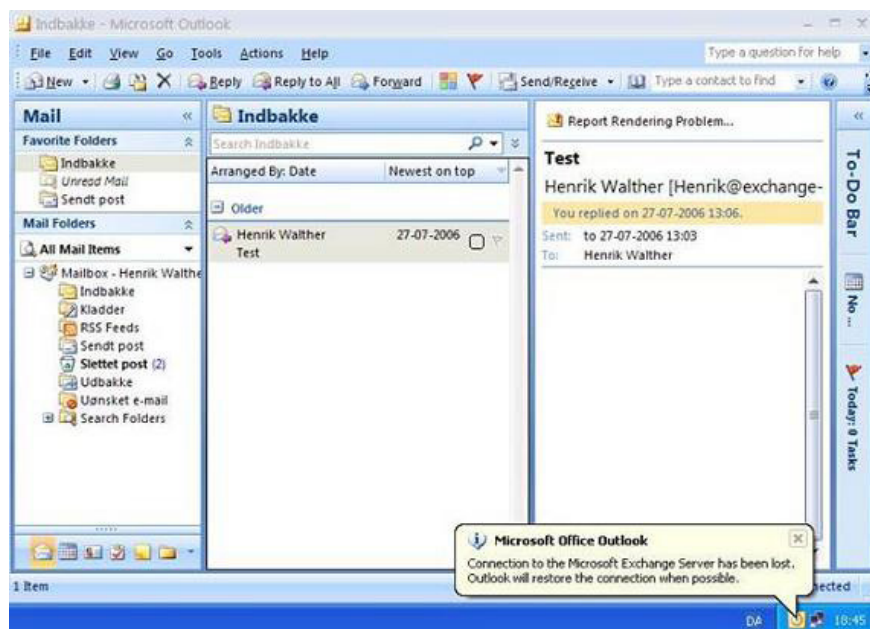 Indbakke - Microsoft Outlook
File Edit View Go Tools Actions Help
Type a question for help
New Reply Reply to All Forward Send/Receive Type a contact to find
Mail
Favorite Folders
Indbakke
Unread Mail
Sendt post
Mail Folders
All Mail Items
Mailbox - Henrik Walthe
Indbakke
Kladder
RSS Feeds
Sendt post
Slettet post (2)
Udbakke
Uønsket e-mail
Search Folders
Indbakke
Search Indbakke
Arranged By: Date Newest on top
Older
Henrik Walther 27-07-2006
Test
Report Rendering Problem...
Test
Henrik Walther [Henrik@exchange-
You replied on 27-07-2006 13:06.
Sent: to 27-07-2006 13:03
To: Henrik Walther
To-Do Bar
No ...
Today: 0 Tasks
Microsoft Office Outlook
Connection to the Microsoft Exchange Server has been lost.
Outlook will restore the connection when possible.
1 Item
nected
DA 18:45